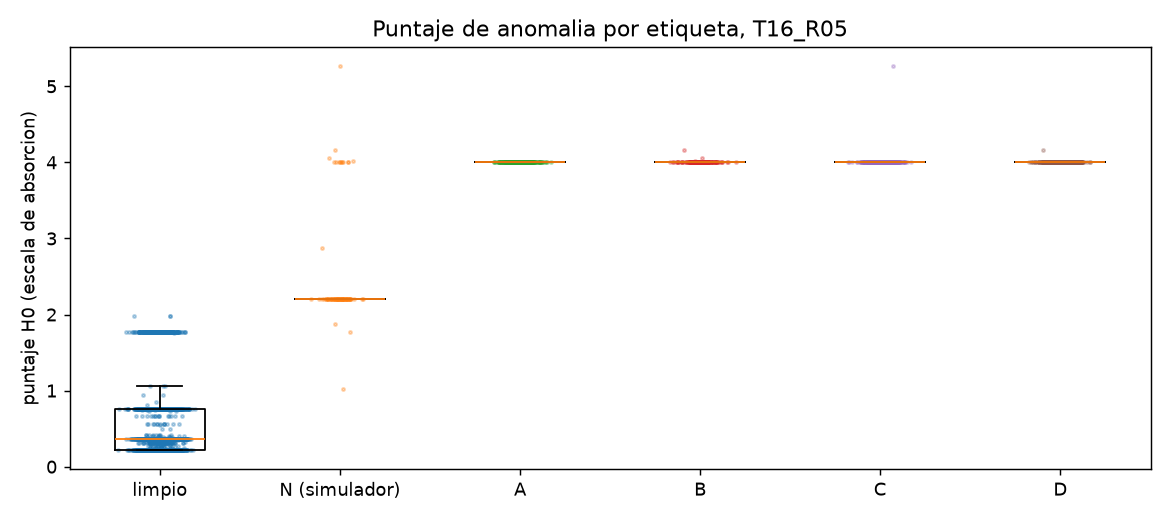 Puntaje de anomalia por etiqueta, T16_R05
puntaje H0 (escala de absorcion)
5
4
3
2
1
0
limpio
N (simulador)
A
B
C
D